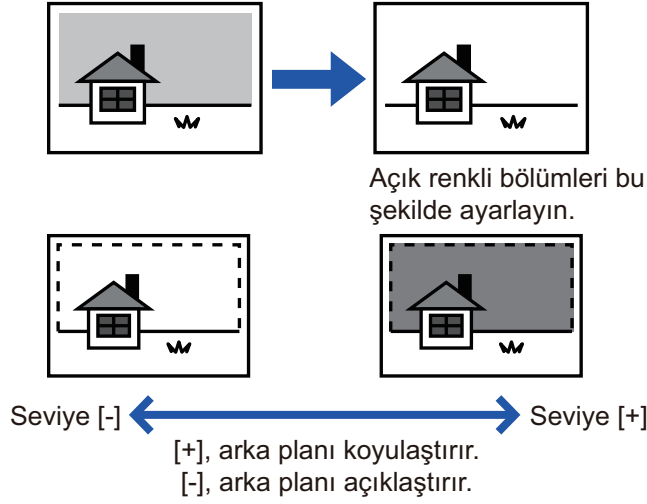 Açık renkli bölümleri bu
şekilde ayarlayın.
Seviye [-]
Seviye [+]
[+], arka planı koyulaştırır.
[-], arka planı açıklaştırır.